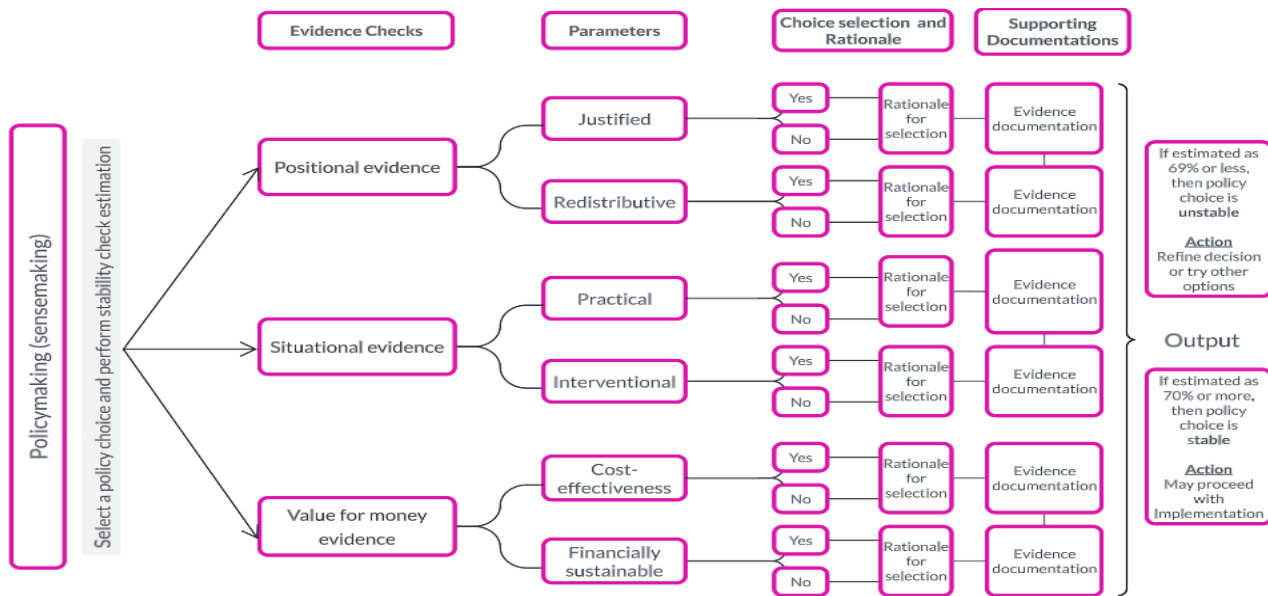 Evidence Checks
Parameters
Choice selection and
Rationale
Supporting
Documentations
Policymaking (sensemaking)
Select a policy choice and perform stability check estimation
Positional evidence
Justified
Yes
No
Rationale
for
selection
Evidence
documentation
Redistributive
Yes
No
Rationale
for
selection
Evidence
documentation
Situational evidence
Practical
Yes
No
Rationale
for
selection
Evidence
documentation
Interventional
Yes
No
Rationale
for
selection
Evidence
documentation
Value for money
evidence
Cost-
effectiveness
Yes
No
Rationale
for
selection
Evidence
documentation
Financially
sustainable
Yes
No
Rationale
for
selection
Evidence
documentation
If estimated as
69% or less,
then policy
choice is
unstable
Action
Refine decision
or try other
options
Output
If estimated as
70% or more,
then policy
choice is
stable
Action
May proceed
with
Implementation